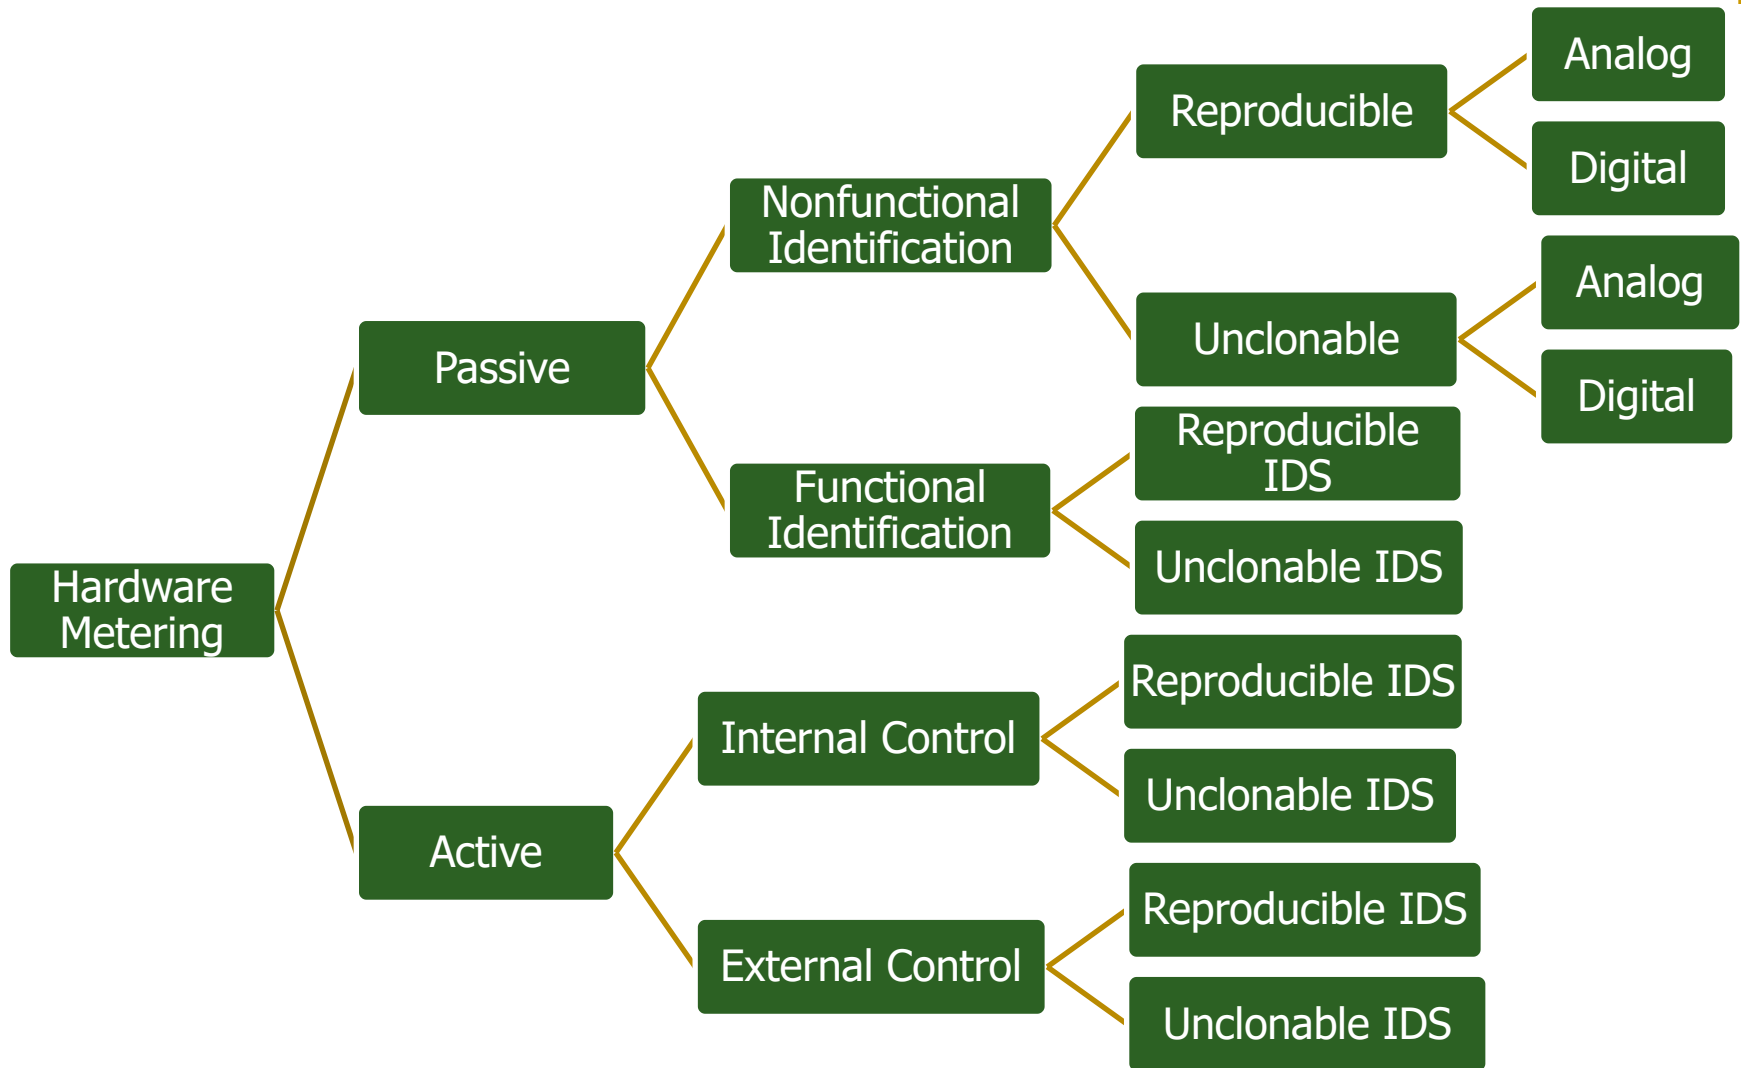 Hardware
Metering
Passive
Nonfunctional
Identification
Reproducible
Analog
Digital
Unclonable
Analog
Digital
Functional
Identification
Reproducible
IDS
Unclonable IDS
Active
Internal Control
Reproducible IDS
Unclonable IDS
External Control
Reproducible IDS
Unclonable IDS